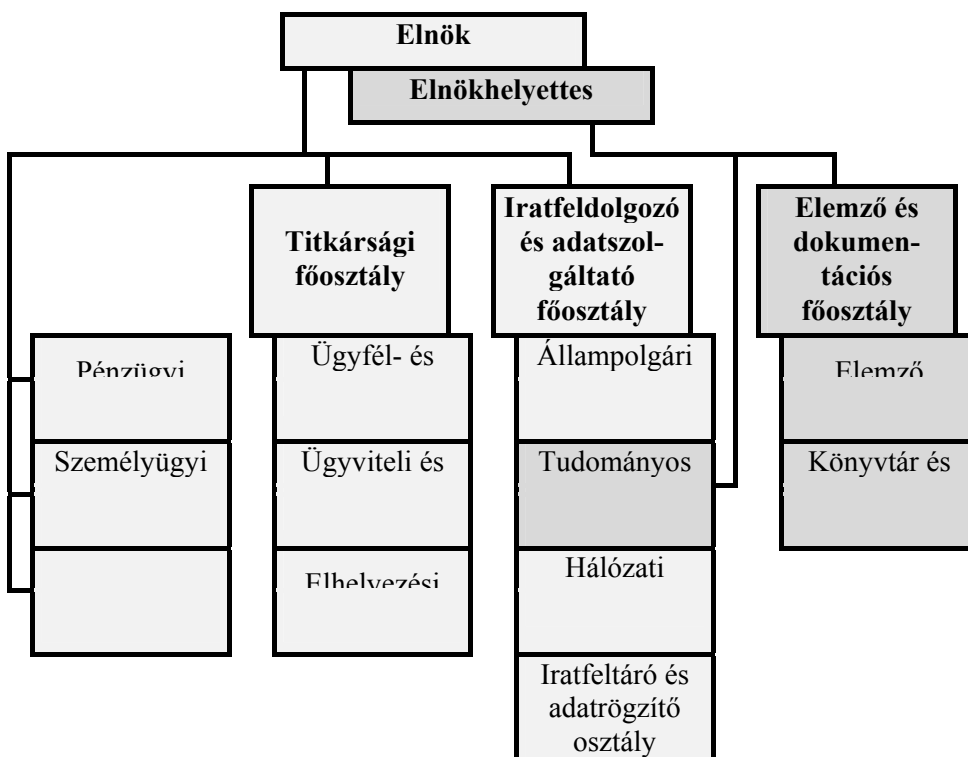 Elnök
Elnökhelyettes
Titkársági
főosztály
Iratfeldolgozó
és adatszol-
gáltató
főosztály
Elemző és
dokumen-
tációs
főosztály
Pénzügyi
Személyügyi
Ügyfél- és
Ügyviteli és
Elhelyezési
Állampolgári
Tudományos
Hálózati
Iratfeltáró és
adatrögzítő
osztály
Elemző
Könyvtár és